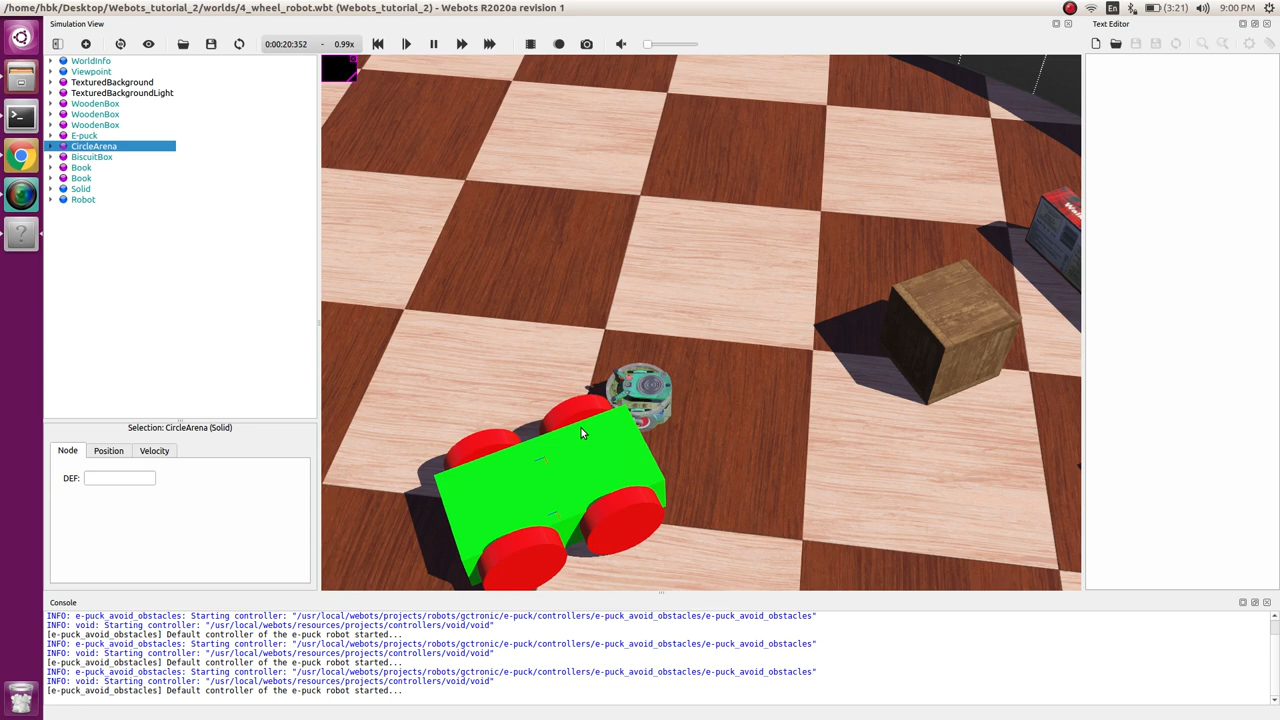 /home/hbk/Desktop/Webots_tutorial_2/worlds/4_wheel_robot.wbt (Webots_tutorial_2) - Webots R2020a revision 1
En (3:21) 9:00 PM
Simulation View
Text Editor
0:00:20:352 - 0.99x
WorldInfo
Viewpoint
TexturedBackground
TexturedBackgroundLight
WoodenBox
WoodenBox
WoodenBox
E-puck
CircleArena
BiscuitBox
Book
Book
Solid
Robot
Selection: CircleArena (Solid)
Node Position Velocity
DEF:
Console
INFO: e-puck_avoid_obstacles: Starting controller: "/usr/local/webots/projects/robots/gctronic/e-puck/controllers/e-puck_avoid_obstacles/e-puck_avoid_obstacles"
INFO: void: Starting controller: "/usr/local/webots/resources/projects/controllers/void/void"
[e-puck_avoid_obstacles] Default controller of the e-puck robot started...
INFO: e-puck_avoid_obstacles: Starting controller: "/usr/local/webots/projects/robots/gctronic/e-puck/controllers/e-puck_avoid_obstacles/e-puck_avoid_obstacles"
INFO: void: Starting controller: "/usr/local/webots/resources/projects/controllers/void/void"
[e-puck_avoid_obstacles] Default controller of the e-puck robot started...
INFO: e-puck_avoid_obstacles: Starting controller: "/usr/local/webots/projects/robots/gctronic/e-puck/controllers/e-puck_avoid_obstacles/e-puck_avoid_obstacles"
INFO: void: Starting controller: "/usr/local/webots/resources/projects/controllers/void/void"
[e-puck_avoid_obstacles] Default controller of the e-puck robot started...